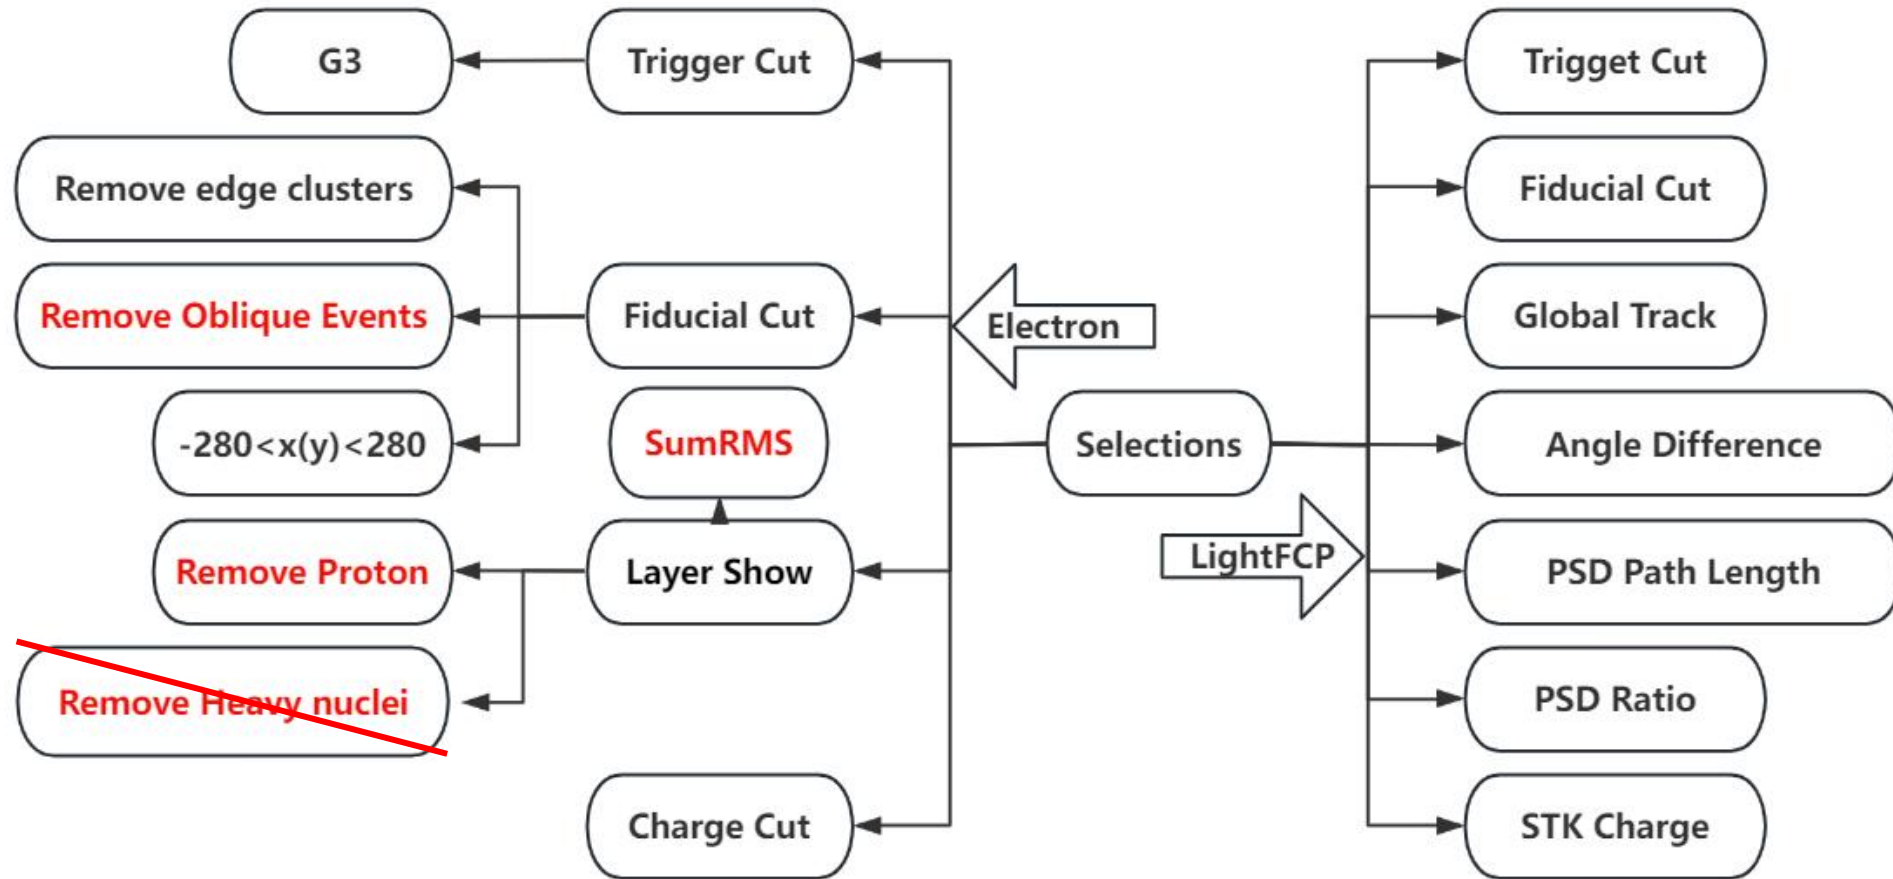 G3
Trigger Cut
Trigget Cut
Remove edge clusters
Fiducial Cut
Remove Oblique Events
Fiducial Cut
Electron
Global Track
-280<x(y)<280
SumRMS
Selections
Angle Difference
Remove Proton
Layer Show
LightFCP
PSD Path Length
Remove Heavy nuclei
PSD Ratio
Charge Cut
STK Charge